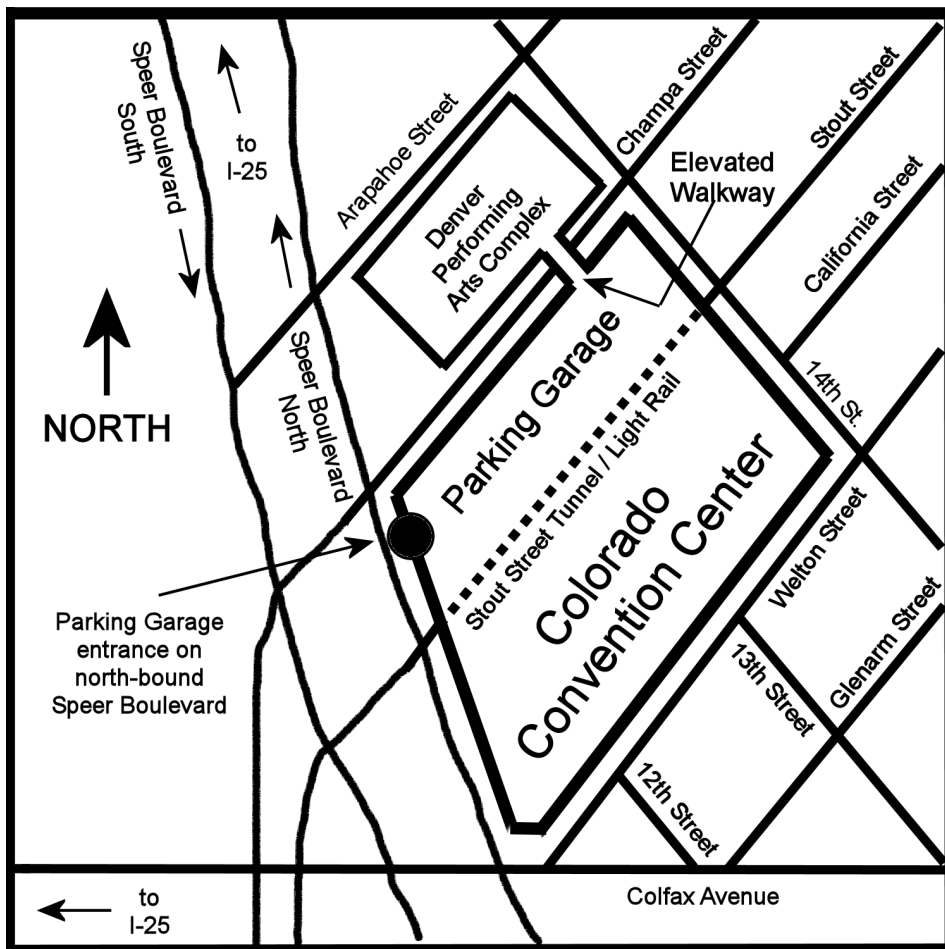 Speer Boulevard
South
to
I-25
Arapahoe Street
Champa Street
Stout Street
California Street
Elevated
Walkway
Denver
Performing
Arts Complex
NORTH
Speer Boulevard
North
Parking Garage
Stout Street Tunnel / Light Rail
14th St.
Colorado
Convention Center
Welton Street
Glenarm Street
13th Street
12th Street
Parking Garage
entrance on
north-bound
Speer Boulevard
to
I-25
Colfax Avenue